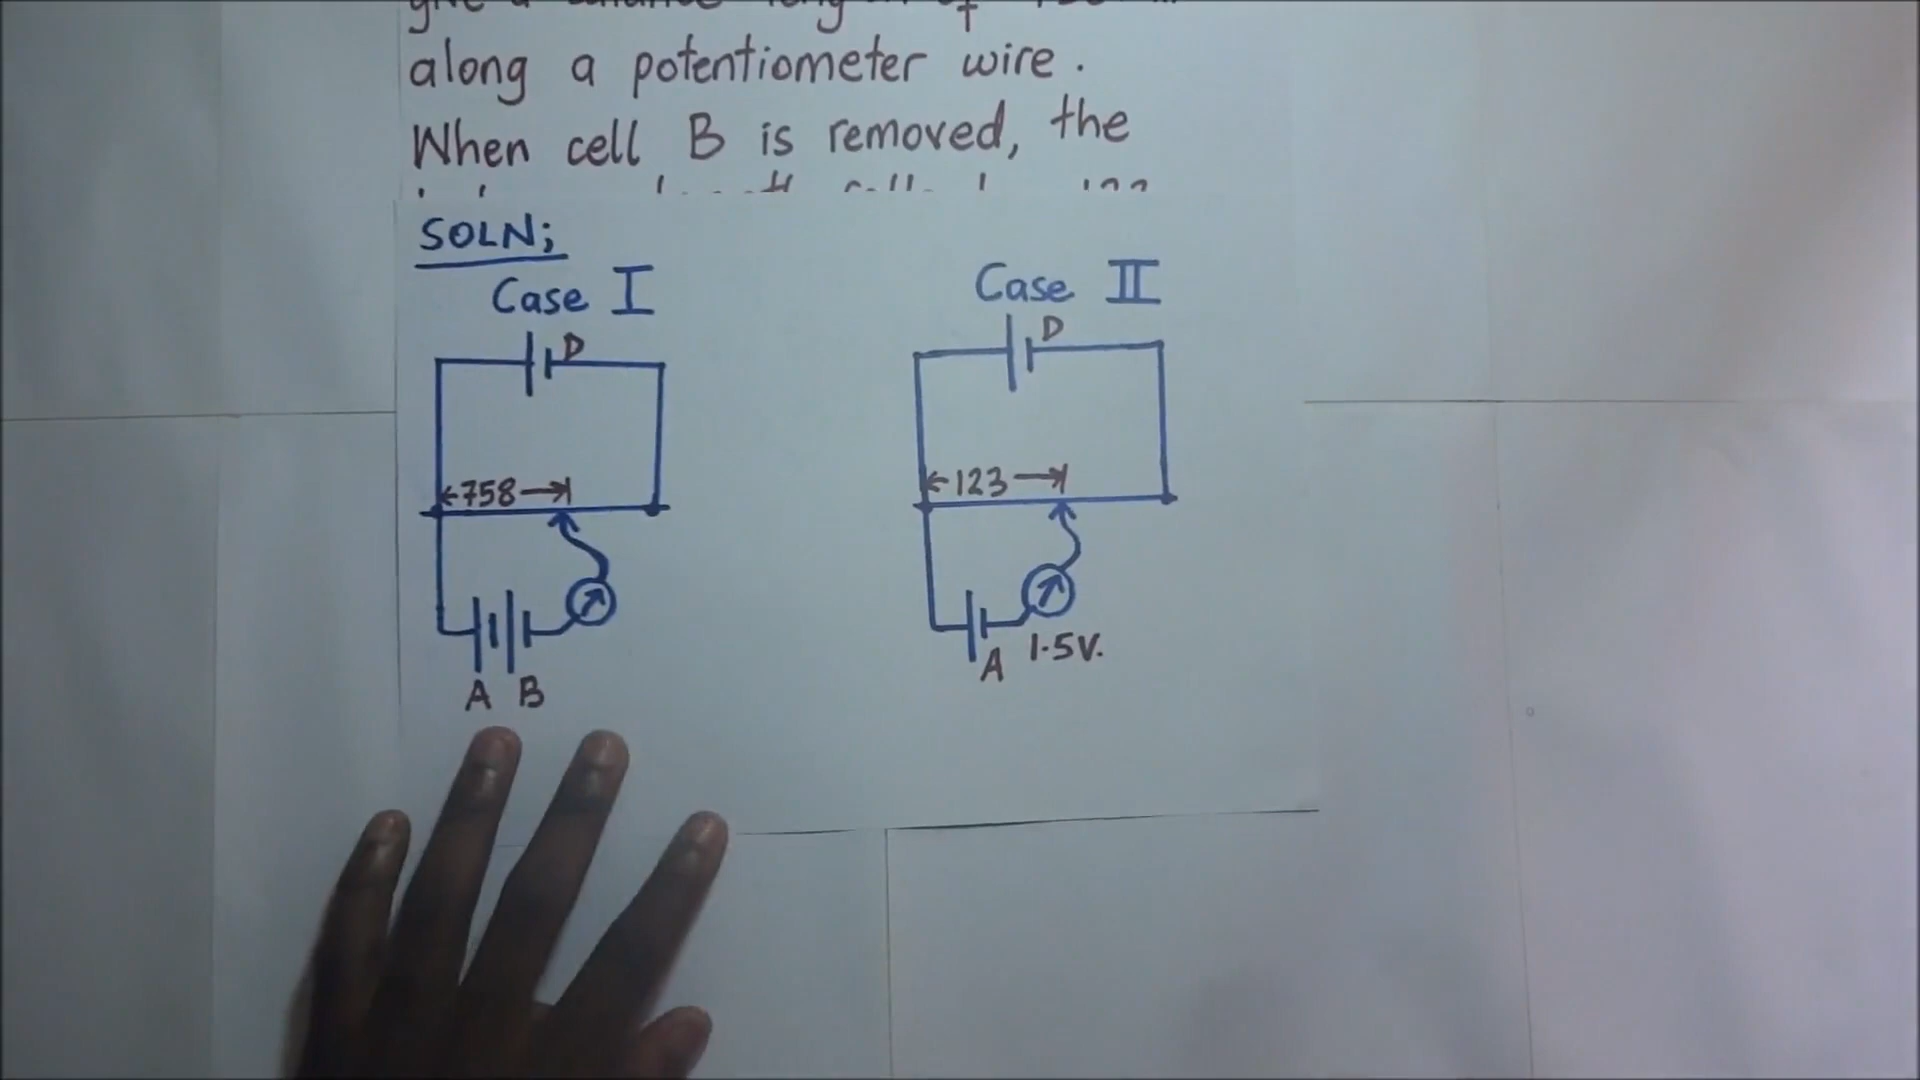 along a potentiometer wire.
When cell B is removed, the
SOLN;
Case I
D
←758→
A B
Case II
D
←123→
A 1.5V.